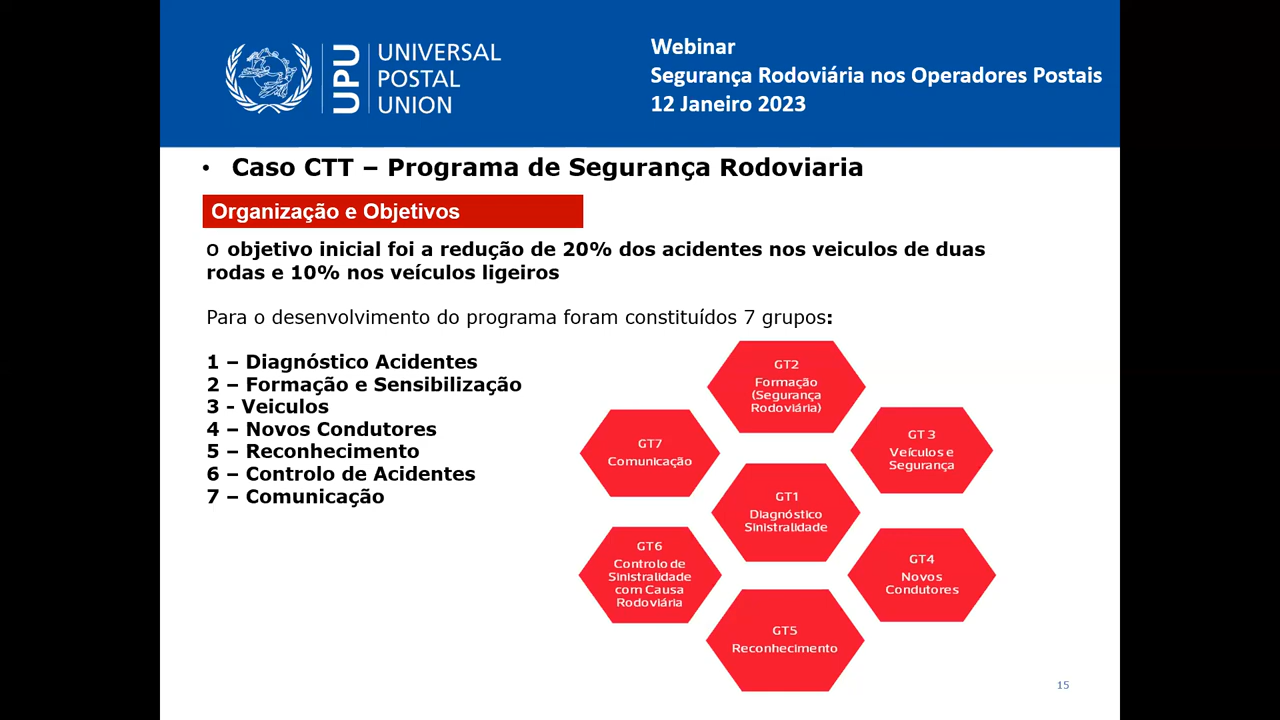 UPU
UNIVERSAL
POSTAL
UNION
Webinar
Segurança Rodoviária nos Operadores Postais
12 Janeiro 2023
• Caso CTT – Programa de Segurança Rodoviaria
Organização e Objetivos
o objetivo inicial foi a redução de 20% dos acidentes nos veiculos de duas
rodas e 10% nos veículos ligeiros
Para o desenvolvimento do programa foram constituídos 7 grupos:
1 – Diagnóstico Acidentes
2 – Formação e Sensibilização
3 - Veiculos
4 – Novos Condutores
5 – Reconhecimento
6 – Controlo de Acidentes
7 – Comunicação
GT2
Formação
(Segurança
Rodoviária)
GT7
Comunicação
GT 3
Veículos e
Segurança
GT1
Diagnóstico
Sinistralidade
GT6
Controlo de
Sinistralidade
com Causa
Rodoviária
GT4
Novos
Condutores
GT5
Reconhecimento
15